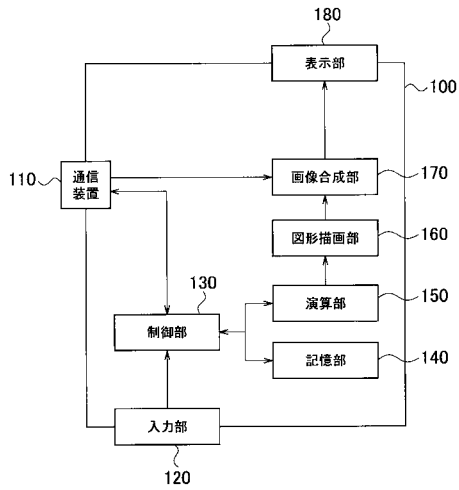 180
表示部
100
110
通信
装置
画像合成部
170
図形描画部
160
130
演算部
150
制御部
記憶部
140
入力部
120